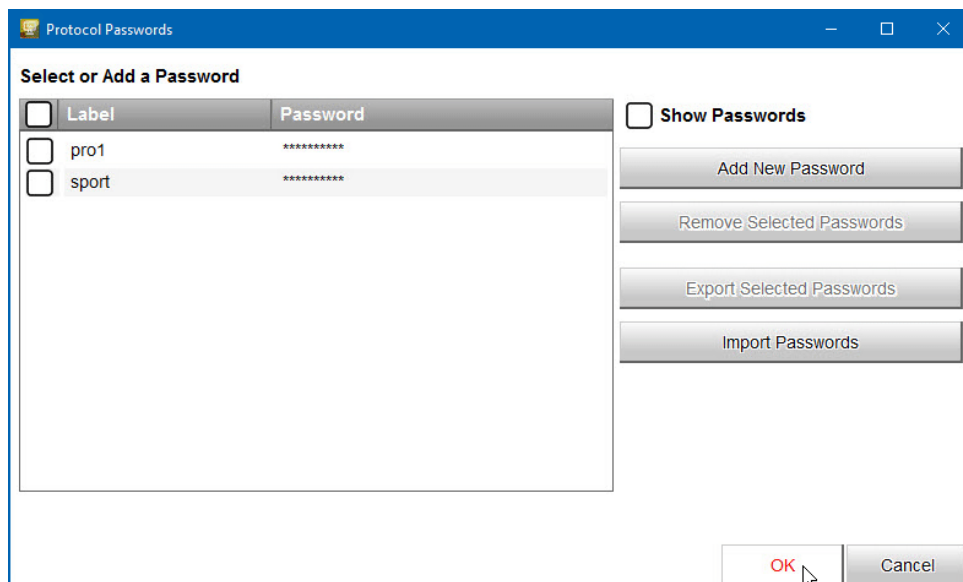 Protocol Passwords
Select or Add a Password
Label Password
pro1 **********
sport **********
Show Passwords
Add New Password
Remove Selected Passwords
Export Selected Passwords
Import Passwords
OK Cancel